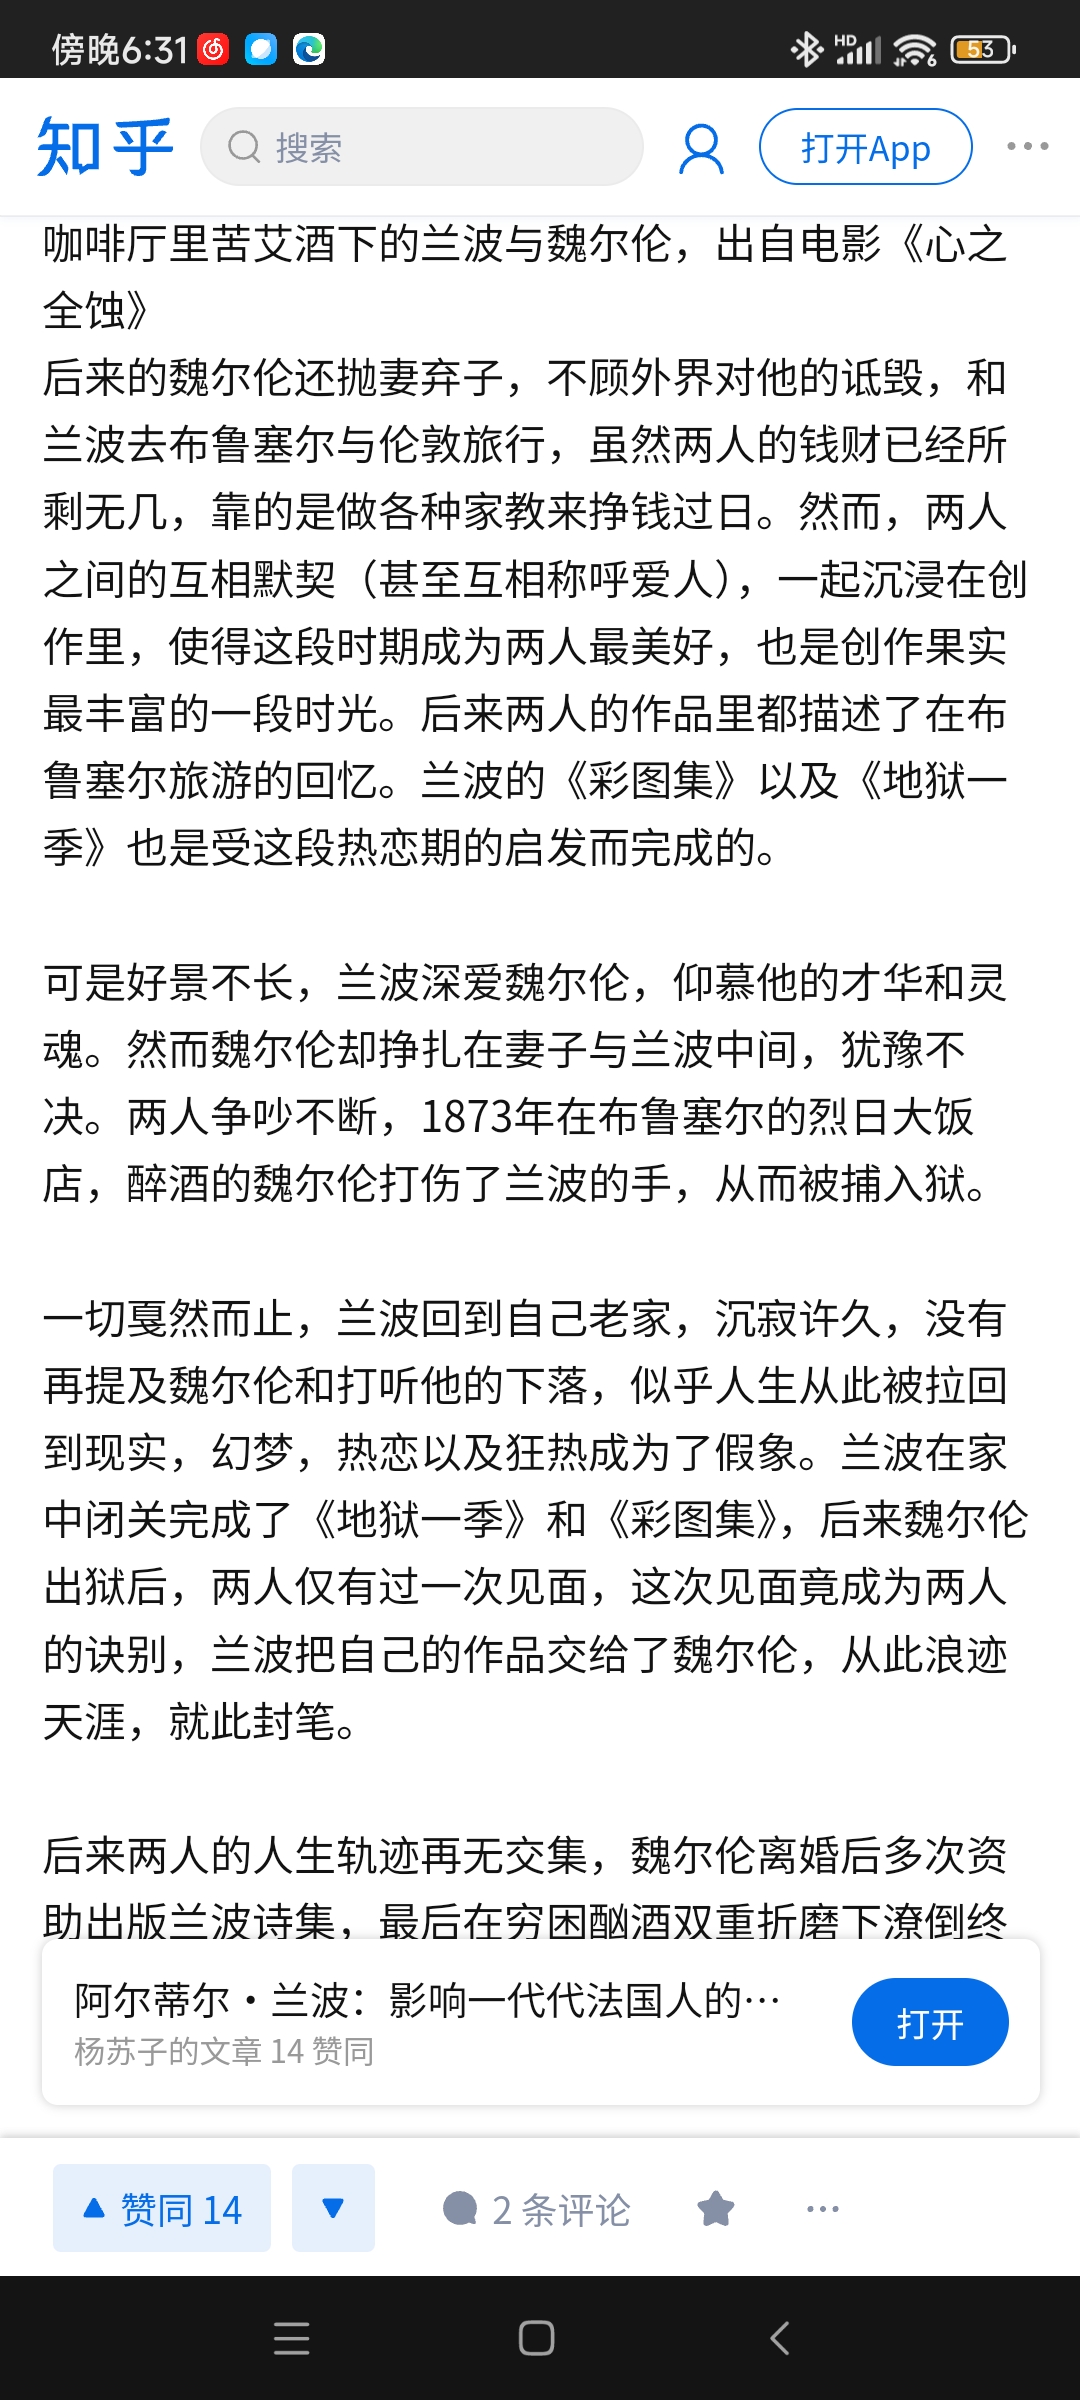 傍晚6:31
HD
6
53
知乎
搜索
打开App
咖啡厅里苦艾酒下的兰波与魏尔伦，出自电影《心之
全蚀》
后来的魏尔伦还抛妻弃子，不顾外界对他的诋毁，和
兰波去布鲁塞尔与伦敦旅行，虽然两人的钱财已经所
剩无几，靠的是做各种家教来挣钱过日。然而，两人
之间的互相默契（甚至互相称呼爱人），一起沉浸在创
作里，使得这段时期成为两人最美好，也是创作果实
最丰富的一段时光。后来两人的作品里都描述了在布
鲁塞尔旅游的回忆。兰波的《彩图集》以及《地狱一
季》也是受这段热恋期的启发而完成的。
可是好景不长，兰波深爱魏尔伦，仰慕他的才华和灵
魂。然而魏尔伦却挣扎在妻子与兰波中间，犹豫不
决。两人争吵不断，1873年在布鲁塞尔的烈日大饭
店，醉酒的魏尔伦打伤了兰波的手，从而被捕入狱。
一切戛然而止，兰波回到自己老家，沉寂许久，没有
再提及魏尔伦和打听他的下落，似乎人生从此被拉回
到现实，幻梦，热恋以及狂热成为了假象。兰波在家
中闭关完成了《地狱一季》和《彩图集》，后来魏尔伦
出狱后，两人仅有过一次见面，这次见面竟成为两人
的诀别，兰波把自己的作品交给了魏尔伦，从此浪迹
天涯，就此封笔。
后来两人的人生轨迹再无交集，魏尔伦离婚后多次资
助出版兰波诗集，最后在穷困酗酒双重折磨下潦倒终
阿尔蒂尔·兰波：影响一代代法国人的…
杨苏子的文章 14 赞同
打开
赞同 14
2 条评论